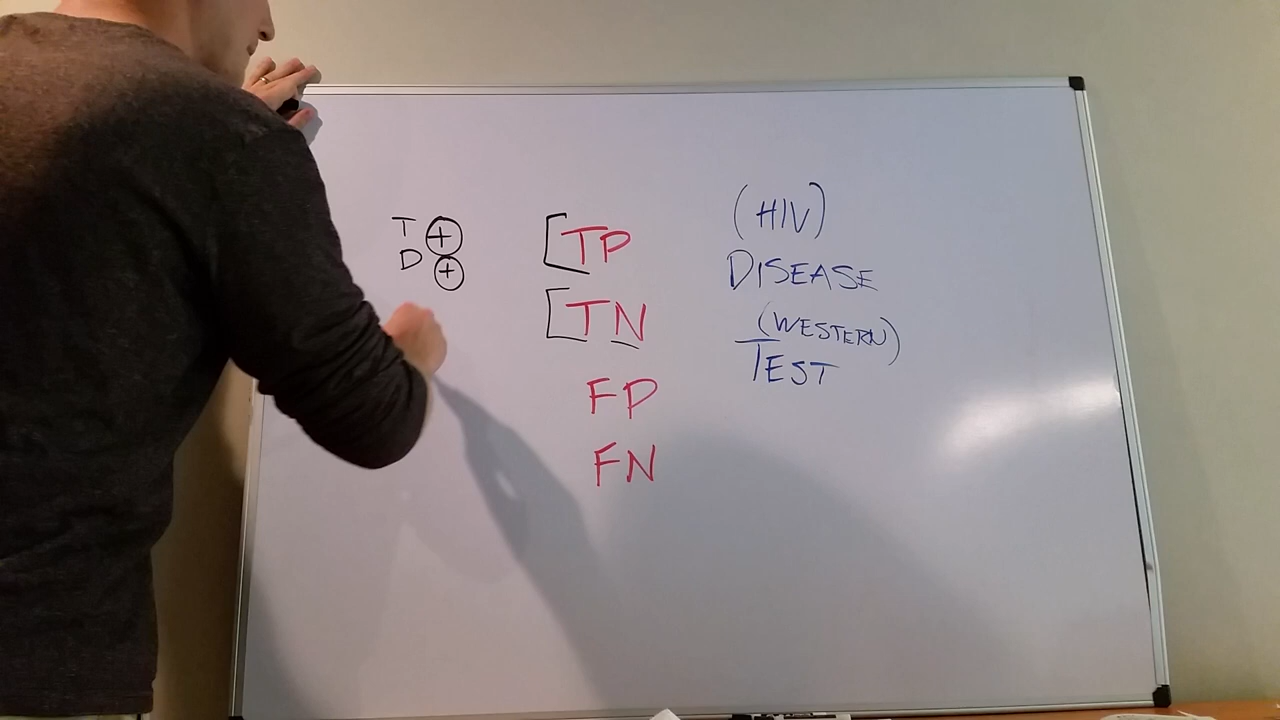 T +
D +
[TP
[TN
FP
FN
(HIV)
DISEASE
(WESTERN)
TEST